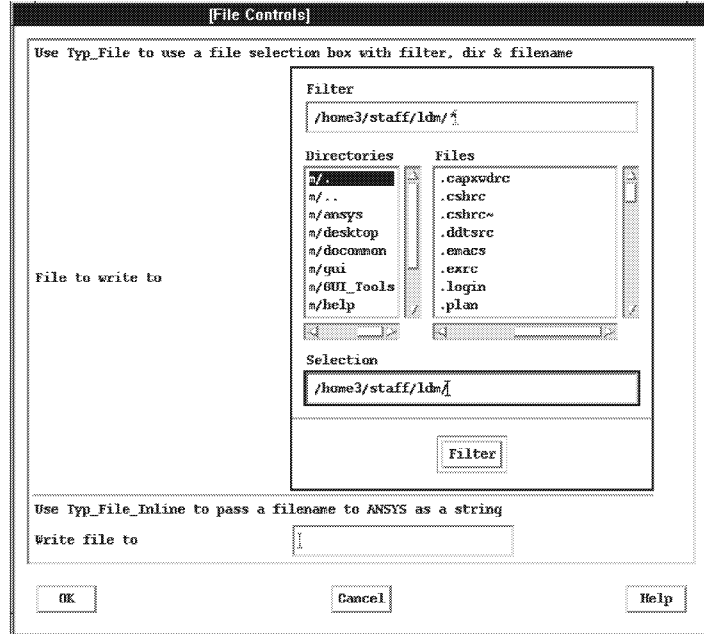 [File Controls]
Use Typ_File to use a file selection box with filter, dir & filename
File to write to
Filter
/home3/staff/ldm/*
Directories
m/.
m/..
m/ansys
m/desktop
m/docommon
m/gui
m/GUI_Tools
m/help
Files
.capxwdrc
.cshrc
.cshrc~
.ddtsrc
.emacs
.exrc
.login
.plan
Selection
/home3/staff/ldm/
Filter
Use Typ_File_Inline to pass a filename to ANSYS as a string
Write file to
OK
Cancel
Help